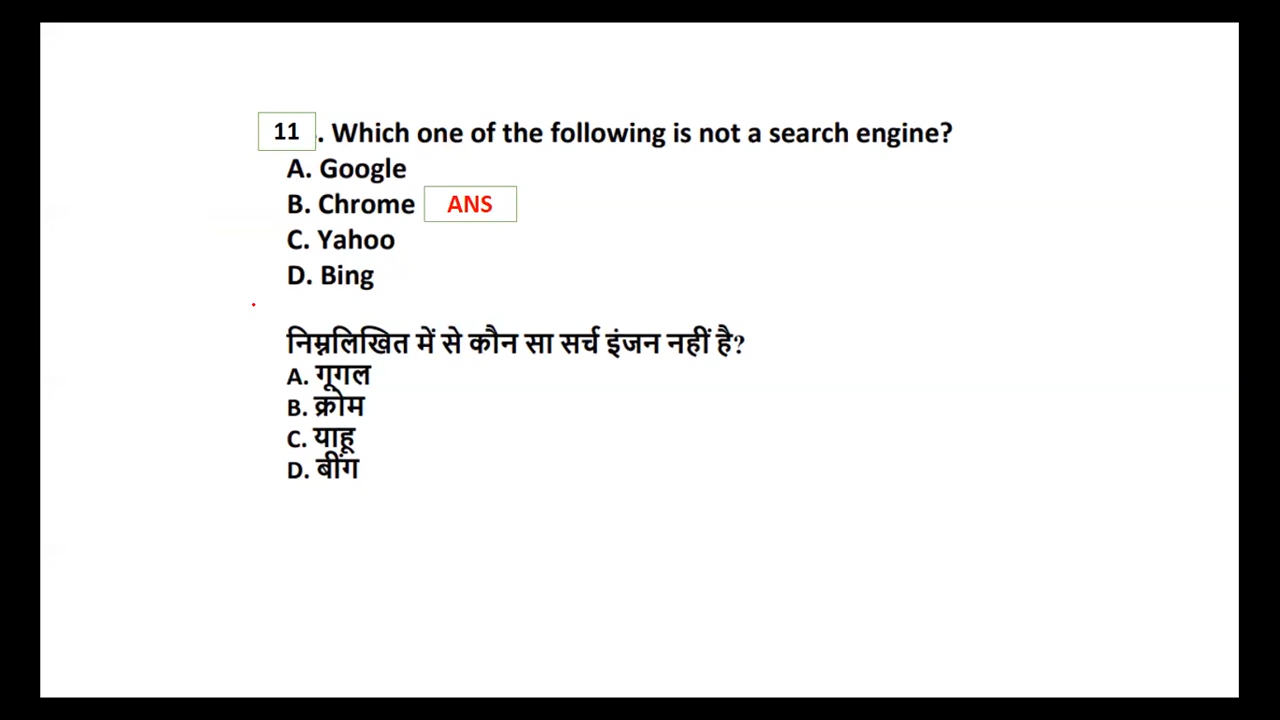 11. Which one of the following is not a search engine?
A. Google
B. Chrome ANS
C. Yahoo
D. Bing
निम्नलिखित में से कौन सा सर्च इंजन नहीं है?
A. गूगल
B. क्रोम
C. याहू
D. बींग